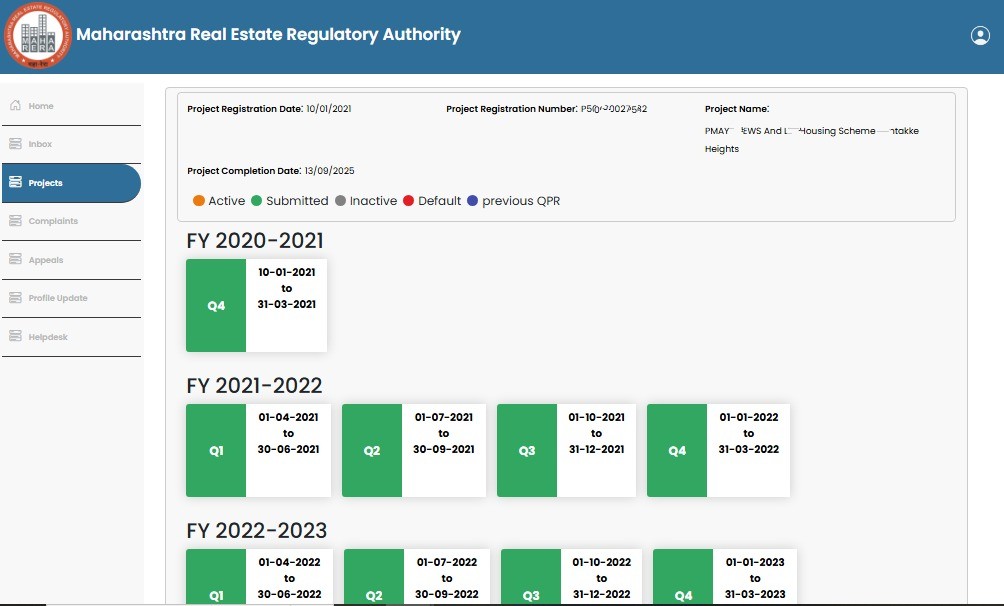 Maharashtra Real Estate Regulatory Authority
MAHA
RERA
Home
Inbox
Projects
Complaints
Appeals
Profile Update
Helpdesk
Project Registration Date: 10/01/2021
Project Registration Number:
Project Name:
PMAY EWS And Housing Scheme
Heights
Project Completion Date: 13/09/2025
Active Submitted Inactive Default previous QPR
FY 2020-2021
Q4
10-01-2021
to
31-03-2021
FY 2021-2022
Q1
01-04-2021
to
30-06-2021
Q2
01-07-2021
to
30-09-2021
Q3
01-10-2021
to
31-12-2021
Q4
01-01-2022
to
31-03-2022
FY 2022-2023
Q1
01-04-2022
to
30-06-2022
Q2
01-07-2022
to
30-09-2022
Q3
01-10-2022
to
31-12-2022
Q4
01-01-2023
to
31-03-2023